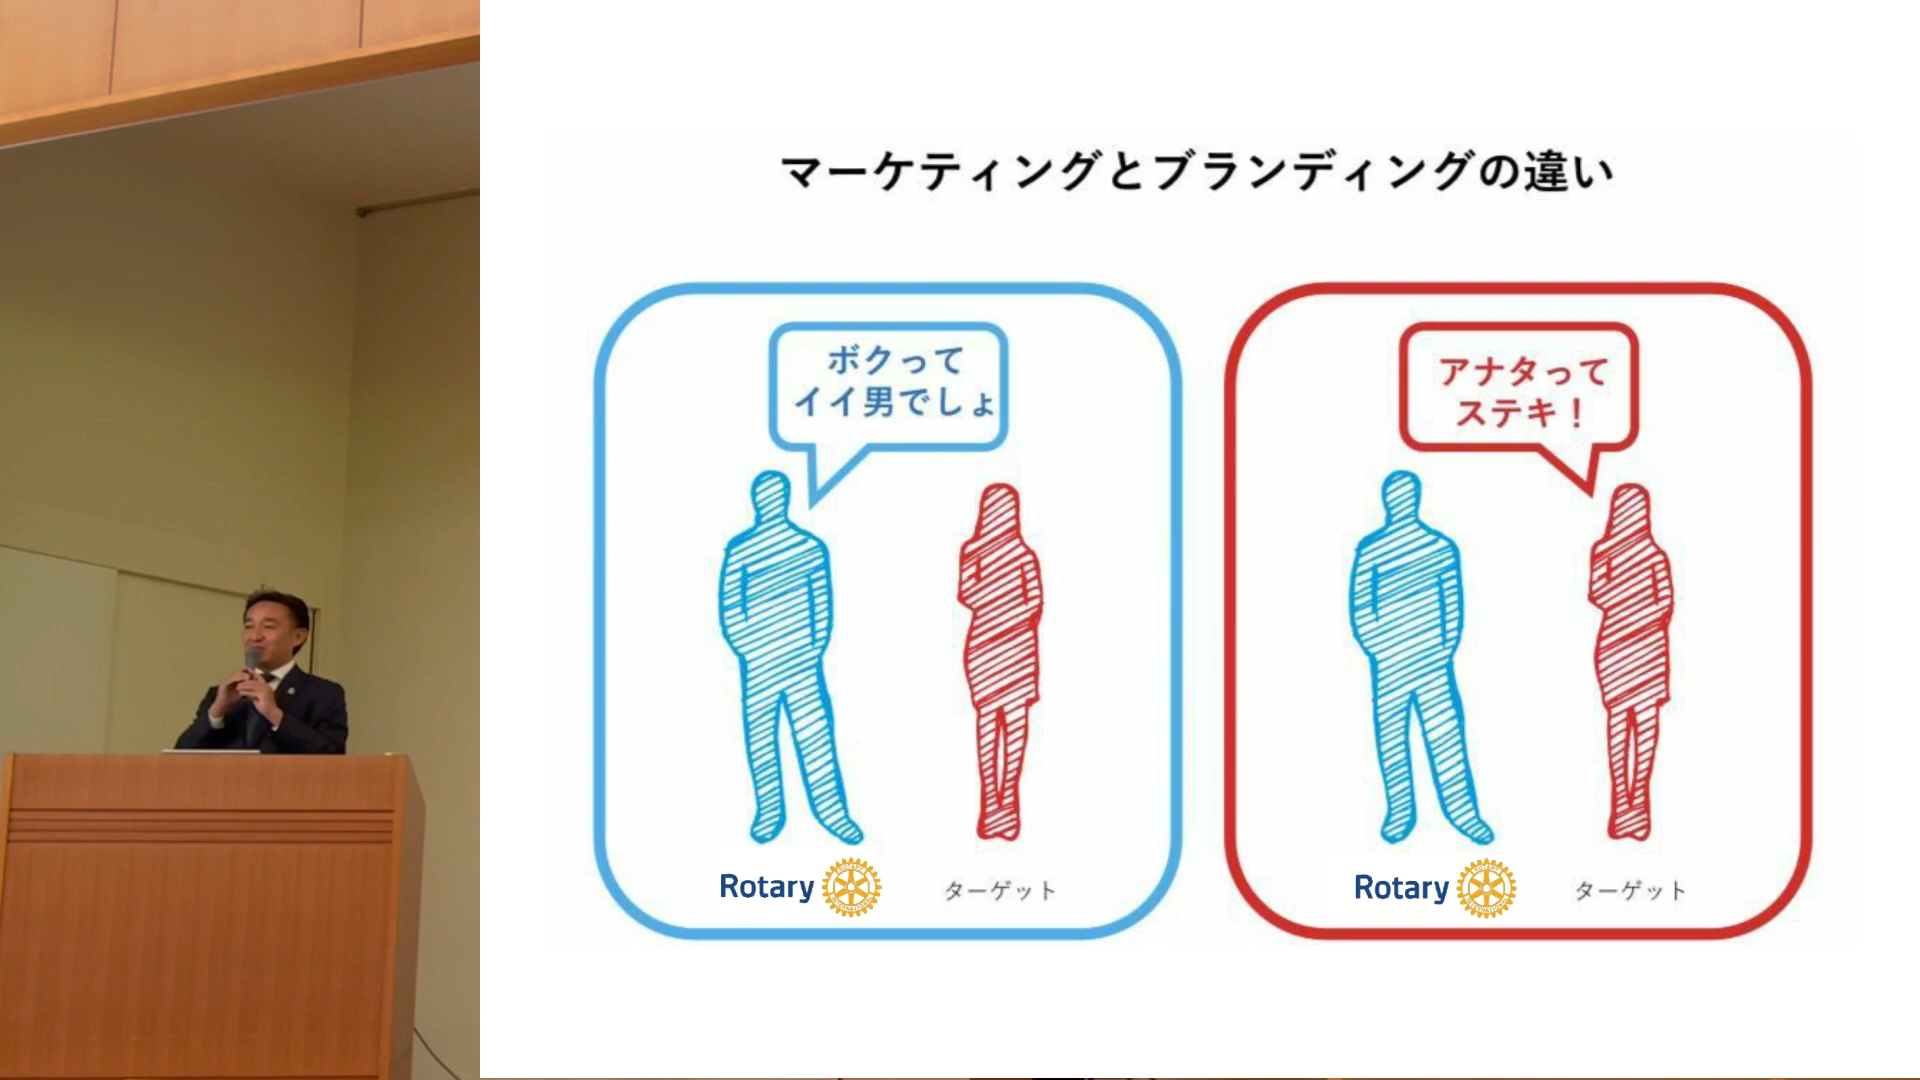 マーケティングとブランディングの違い
ボクって
イイ男でしょ
アナタって
ステキ！
Rotary
ターゲット
Rotary
ターゲット